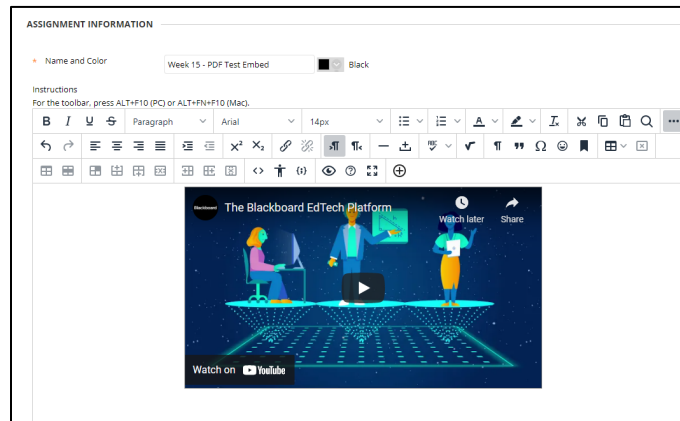 ASSIGNMENT INFORMATION
* Name and Color Week 15 - PDF Test Embed Black
Instructions
For the toolbar, press ALT+F10 (PC) or ALT+FN+F10 (Mac).
B I U S Paragraph Arial 14px
Blackboard The Blackboard EdTech Platform
Watch later Share
Watch on YouTube